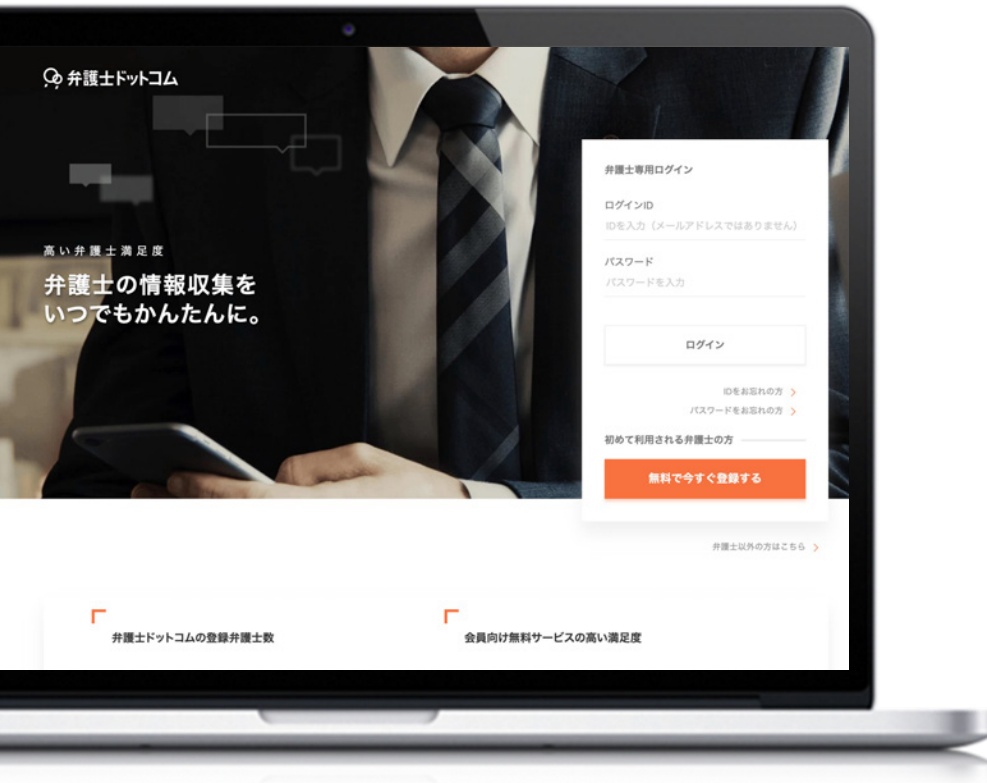 弁護士ドットコム
高い弁護士満足度
弁護士の情報収集を
いつでもかんたんに。
弁護士専用ログイン
ログインID
IDを入力（メールアドレスではありません）
パスワード
パスワードを入力
ログイン
IDをお忘れの方
パスワードをお忘れの方
初めて利用される弁護士の方
無料で今すぐ登録する
弁護士以外の方はこちら
弁護士ドットコムの登録弁護士数
会員向け無料サービスの高い満足度